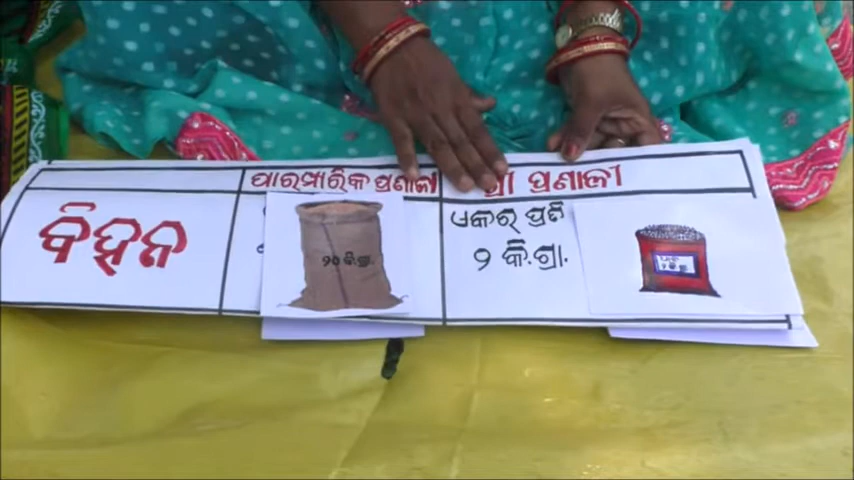 ପାରମ୍ପାରିକ ପ୍ରଣାଳୀ
ଶ୍ରୀ ପ୍ରଣାଳୀ
ବିହନ
ଏକର ପ୍ରତି
୨ କି.ଗ୍ରା.
କି.ଗ୍ରା.